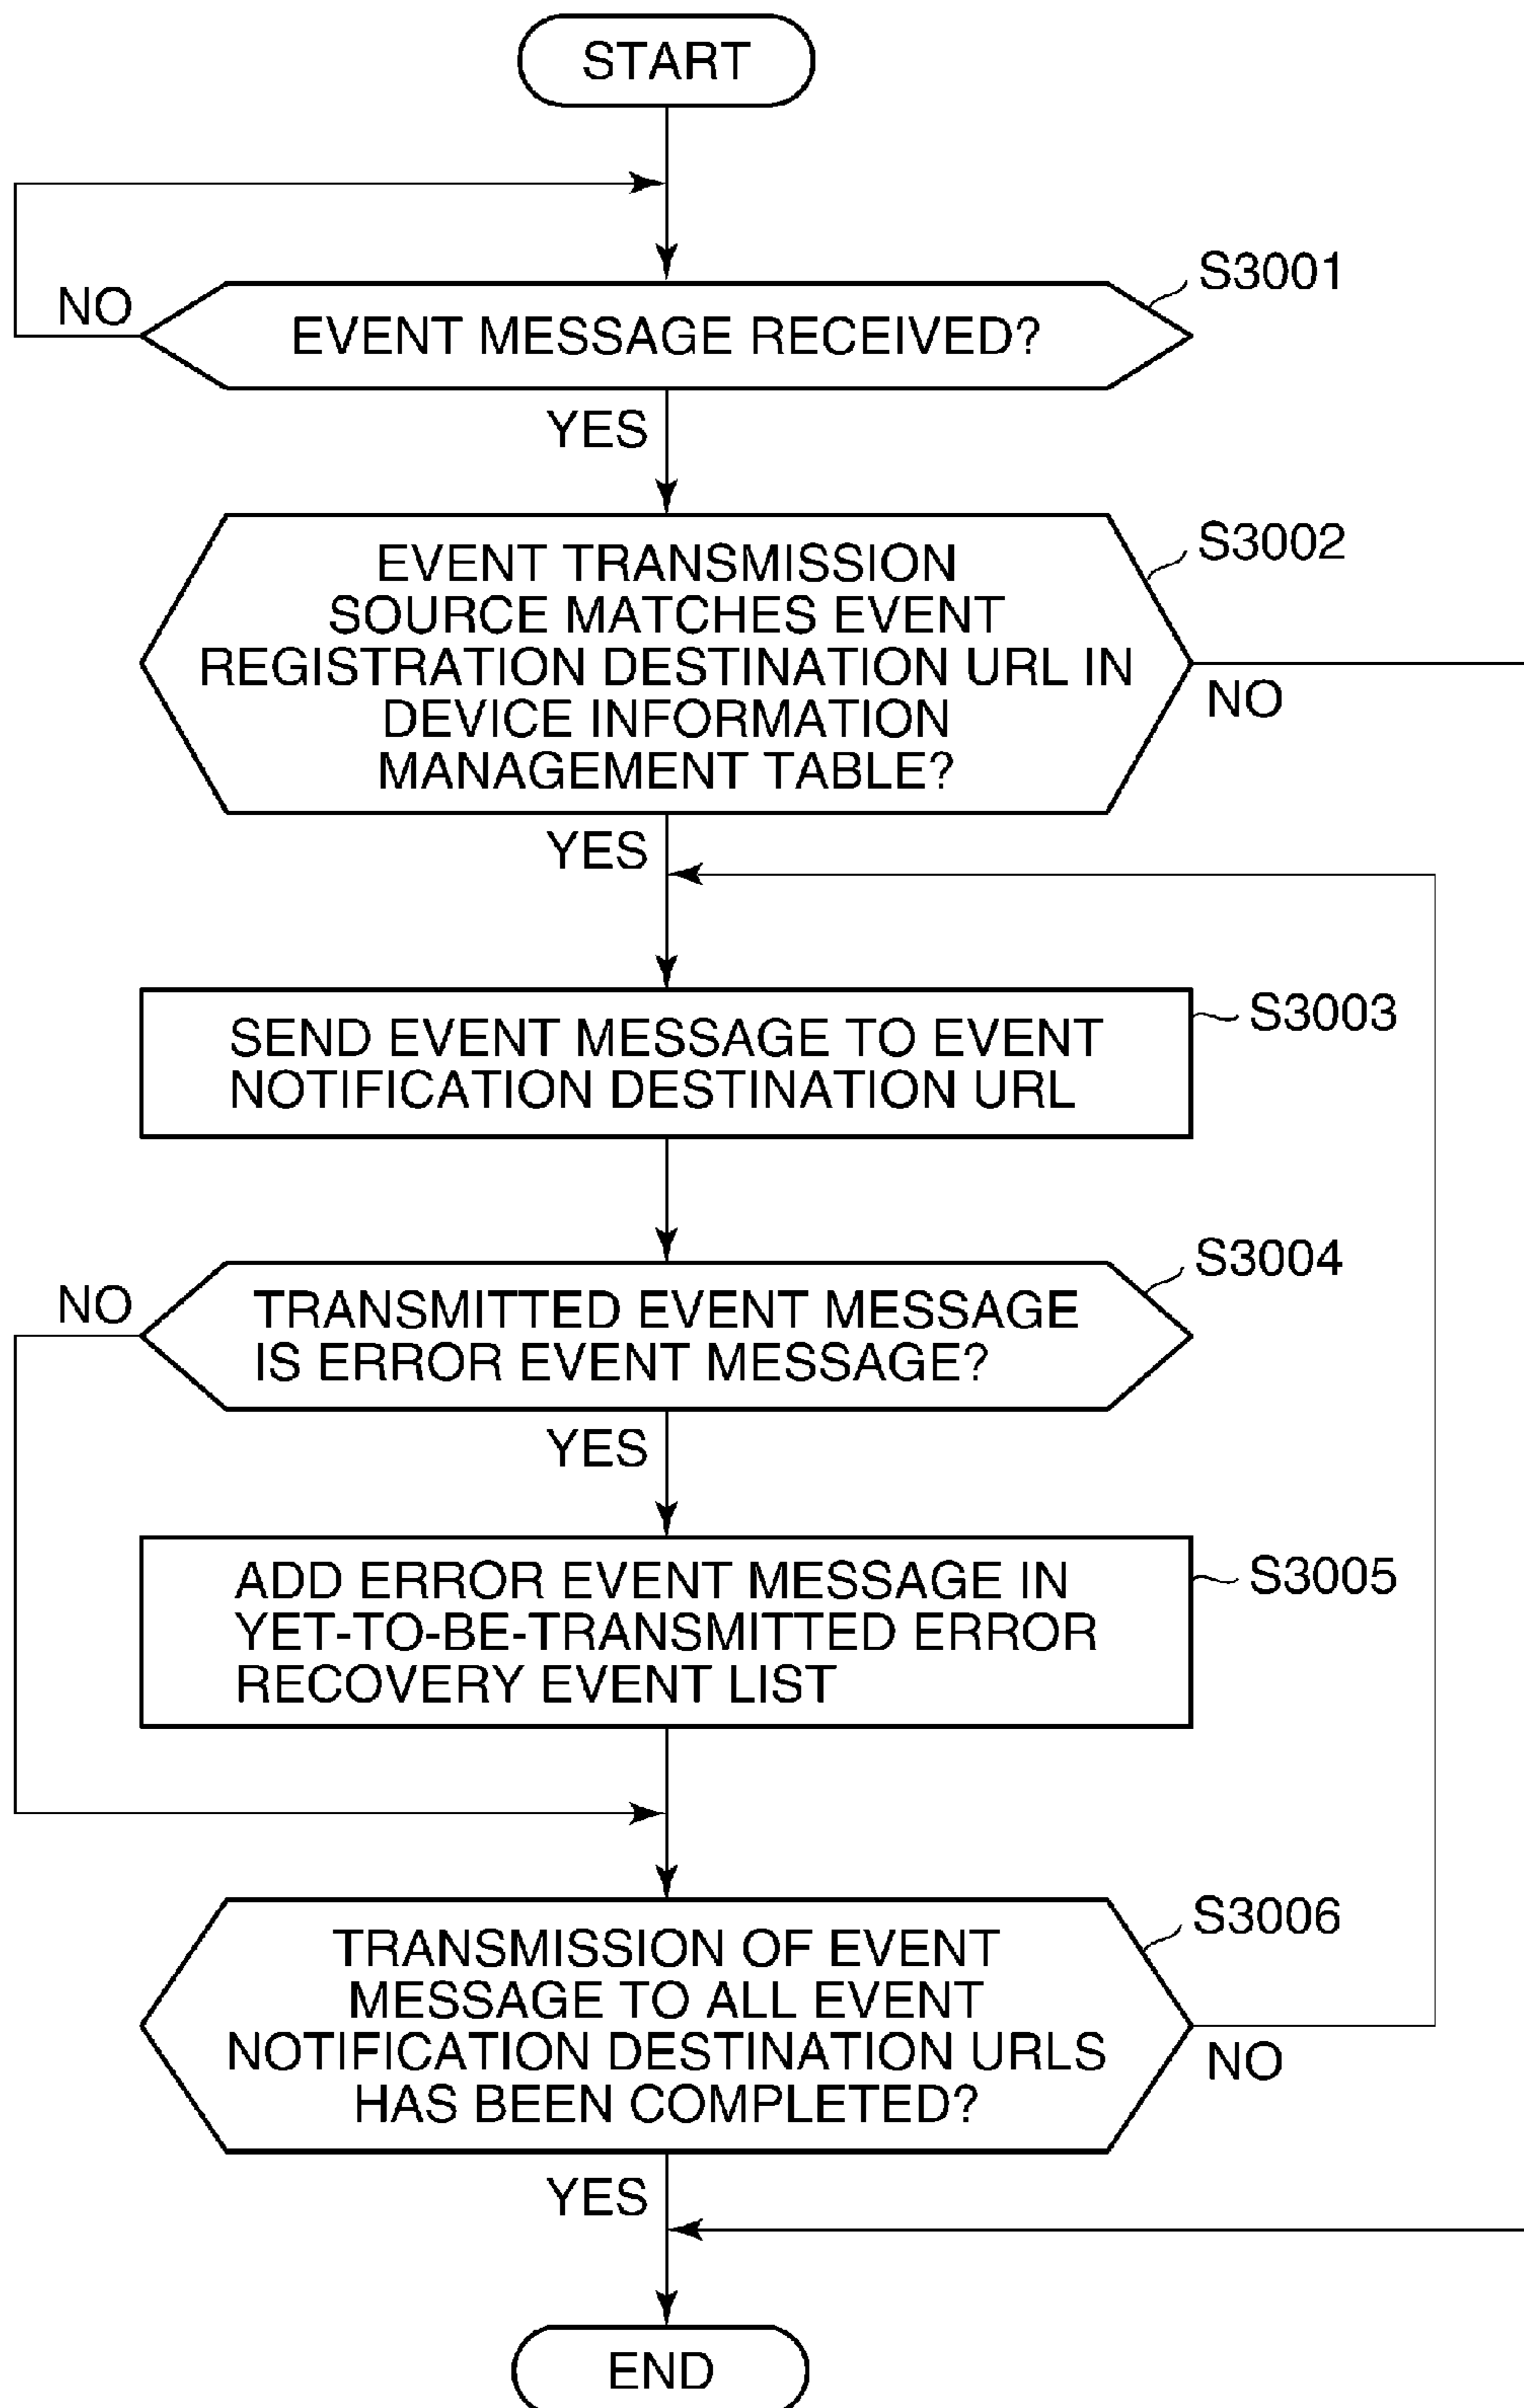 START
NO
S3001
EVENT MESSAGE RECEIVED?
YES
S3002
EVENT TRANSMISSION
SOURCE MATCHES EVENT
REGISTRATION DESTINATION URL IN
DEVICE INFORMATION
MANAGEMENT TABLE?
NO
YES
S3003
SEND EVENT MESSAGE TO EVENT
NOTIFICATION DESTINATION URL
S3004
NO
TRANSMITTED EVENT MESSAGE
IS ERROR EVENT MESSAGE?
YES
S3005
ADD ERROR EVENT MESSAGE IN
YET-TO-BE-TRANSMITTED ERROR
RECOVERY EVENT LIST
S3006
TRANSMISSION OF EVENT
MESSAGE TO ALL EVENT
NOTIFICATION DESTINATION URLS
HAS BEEN COMPLETED?
NO
YES
END